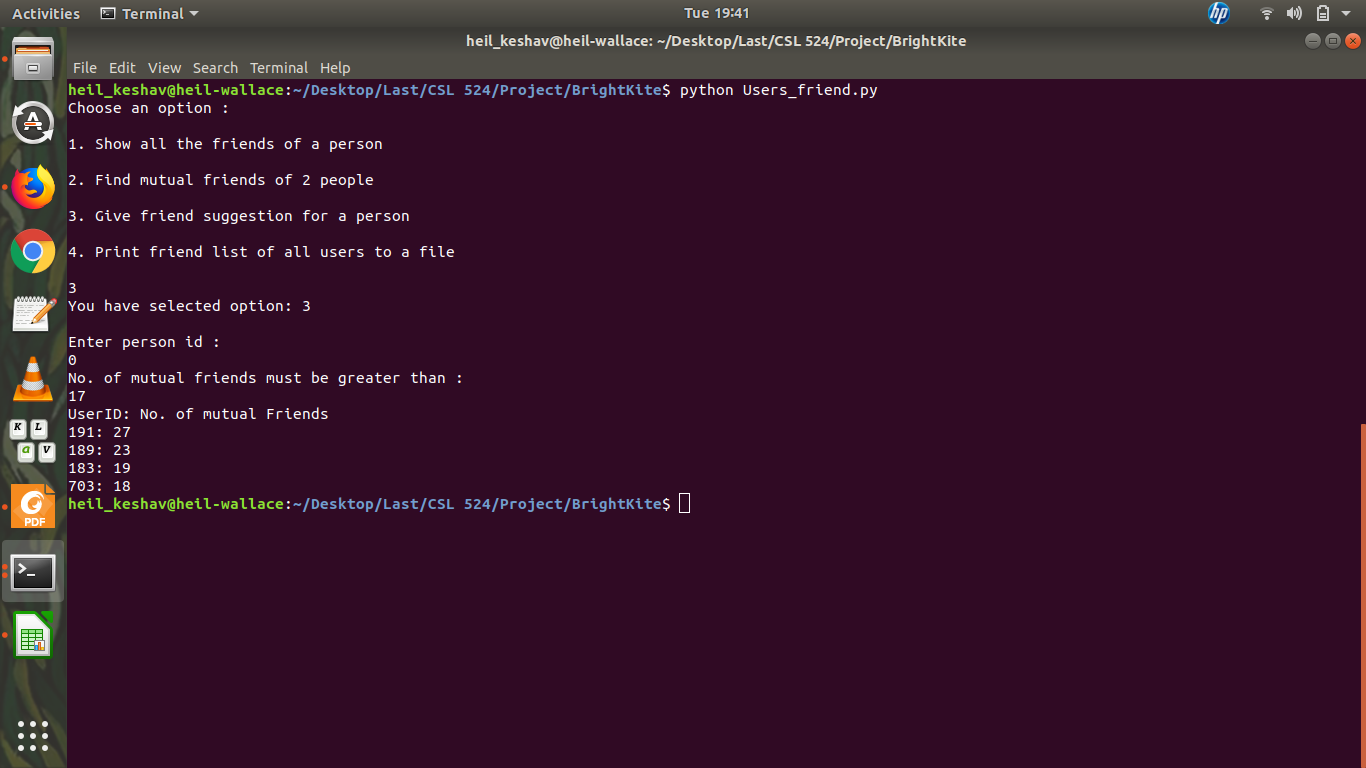 Activities Terminal Tue 19:41 hp
heil_keshav@heil-wallace: ~/Desktop/Last/CSL 524/Project/BrightKite
File Edit View Search Terminal Help
heil_keshav@heil-wallace:~/Desktop/Last/CSL 524/Project/BrightKite$ python Users_friend.py
Choose an option :
1. Show all the friends of a person
2. Find mutual friends of 2 people
3. Give friend suggestion for a person
4. Print friend list of all users to a file
3
You have selected option: 3
Enter person id :
0
No. of mutual friends must be greater than :
17
UserID: No. of mutual Friends
191: 27
189: 23
183: 19
703: 18
heil_keshav@heil-wallace:~/Desktop/Last/CSL 524/Project/BrightKite$
A
K L
a V
PDF
>_